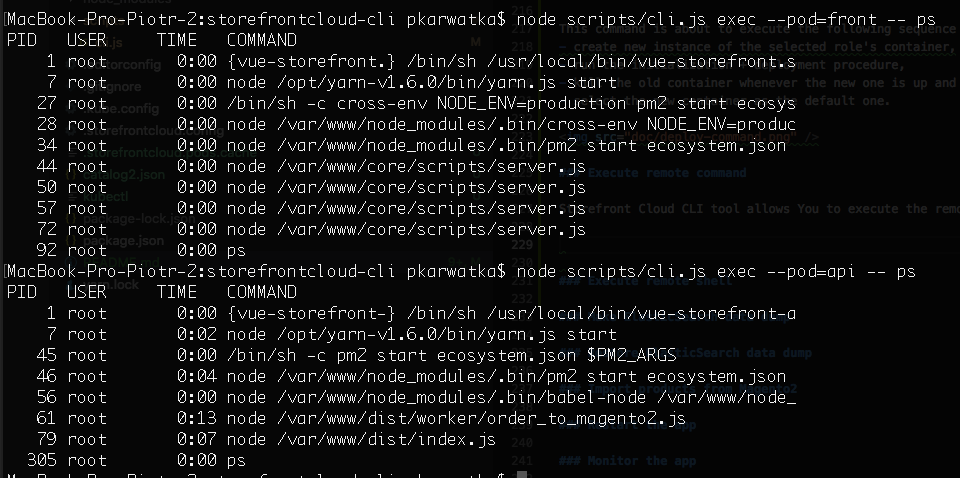 [MacBook-Pro-Piotr-2:storefrontcloud-cli pkarwatka$ node scripts/cli.js exec --pod=front -- ps
PID USER TIME COMMAND
1 root 0:00 {vue-storefront.} /bin/sh /usr/local/bin/vue-storefront.s
7 root 0:00 node /opt/yarn-v1.6.0/bin/yarn.js start
27 root 0:00 /bin/sh -c cross-env NODE_ENV=production pm2 start ecosys
28 root 0:00 node /var/www/node_modules/.bin/cross-env NODE_ENV=produc
34 root 0:00 node /var/www/node_modules/.bin/pm2 start ecosystem.json
44 root 0:00 node /var/www/core/scripts/server.js
50 root 0:00 node /var/www/core/scripts/server.js
57 root 0:00 node /var/www/core/scripts/server.js
72 root 0:00 node /var/www/core/scripts/server.js
92 root 0:00 ps
[MacBook-Pro-Piotr-2:storefrontcloud-cli pkarwatka$ node scripts/cli.js exec --pod=api -- ps
PID USER TIME COMMAND
1 root 0:00 {vue-storefront-} /bin/sh /usr/local/bin/vue-storefront-a
7 root 0:02 node /opt/yarn-v1.6.0/bin/yarn.js start
45 root 0:00 /bin/sh -c pm2 start ecosystem.json $PM2_ARGS
46 root 0:04 node /var/www/node_modules/.bin/pm2 start ecosystem.json
56 root 0:00 node /var/www/node_modules/.bin/babel-node /var/www/node_
61 root 0:13 node /var/www/dist/worker/order_to_magento2.js
79 root 0:07 node /var/www/dist/index.js
305 root 0:00 ps